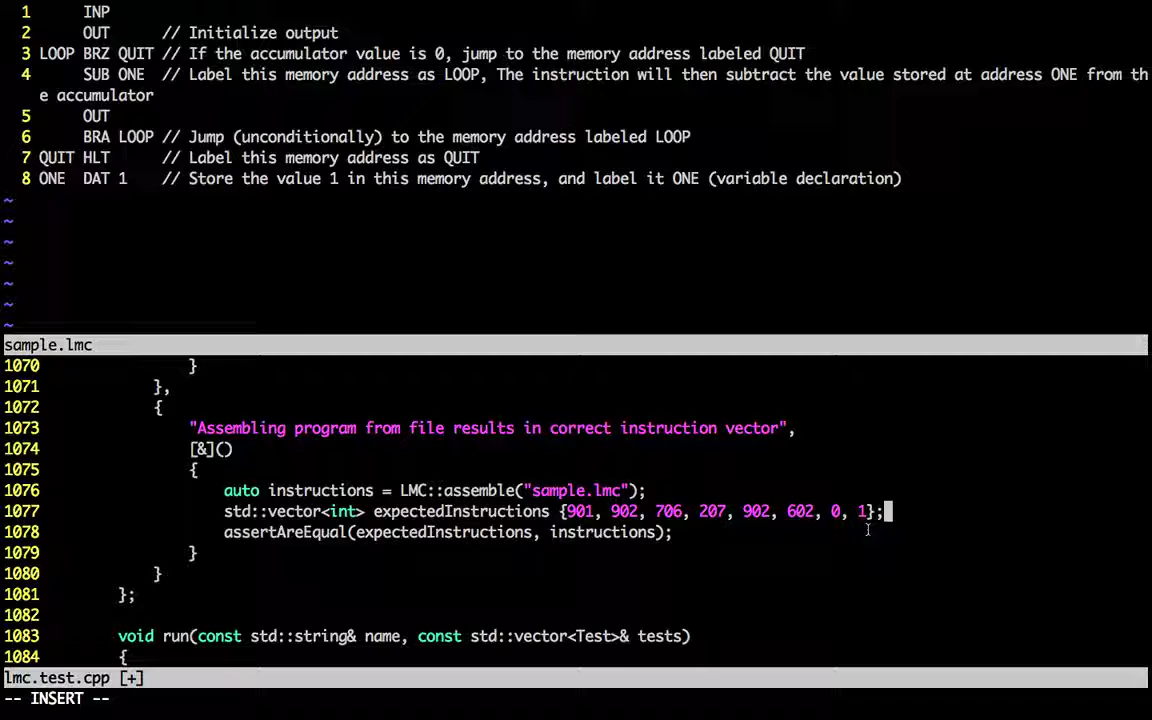 1      INP
2      OUT   // Initialize output
3 LOOP BRZ QUIT // If the accumulator value is 0, jump to the memory address labeled QUIT
4      SUB ONE  // Label this memory address as LOOP, The instruction will then subtract the value stored at address ONE from th
e accumulator
5      OUT
6      BRA LOOP // Jump (unconditionally) to the memory address labeled LOOP
7 QUIT HLT      // Label this memory address as QUIT
8 ONE  DAT 1    // Store the value 1 in this memory address, and label it ONE (variable declaration)
~
~
~
~
~
~
~
sample.lmc
1070                 }
1071             },
1072             {
1073                 "Assembling program from file results in correct instruction vector",
1074                 [&]()
1075                 {
1076                     auto instructions = LMC::assemble("sample.lmc");
1077                     std::vector<int> expectedInstructions {901, 902, 706, 207, 902, 602, 0, 1};
1078                     assertAreEqual(expectedInstructions, instructions);
1079                 }
1080             }
1081         };
1082
1083         void run(const std::string& name, const std::vector<Test>& tests)
1084         {
lmc.test.cpp [+]
-- INSERT --